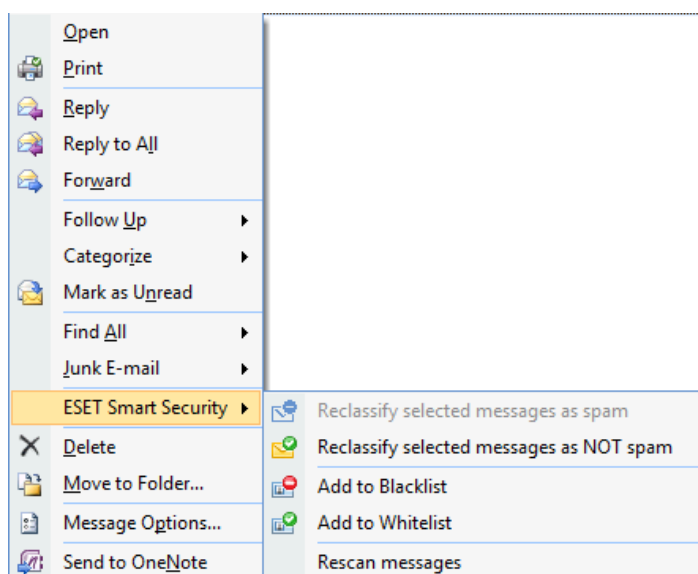 Open
Print
Reply
Reply to All
Forward
Follow Up
Categorize
Mark as Unread
Find All
Junk E-mail
ESET Smart Security
Reclassify selected messages as spam
Delete
Reclassify selected messages as NOT spam
Move to Folder...
Add to Blacklist
Message Options...
Add to Whitelist
Send to OneNote
Rescan messages